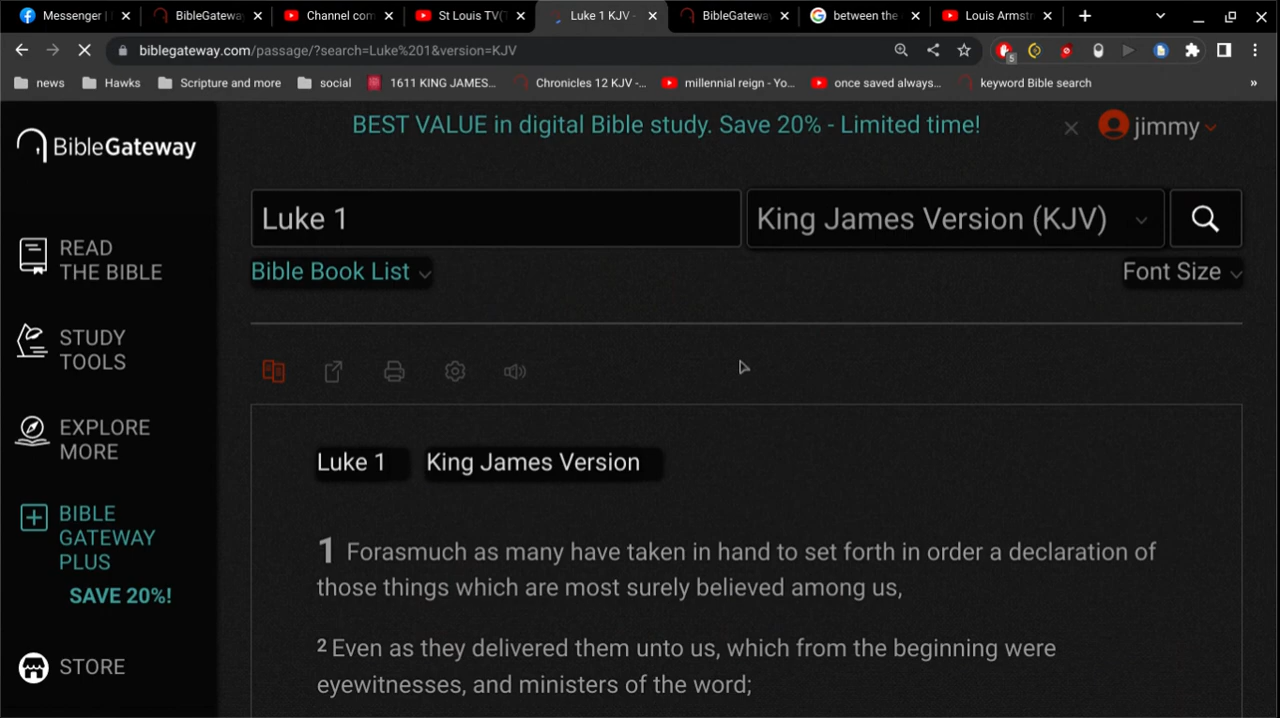 Messenger |
BibleGateway
Channel com
St Louis TV(T
Luke 1 KJV -
BibleGateway
between the
Louis Armstr
biblegateway.com/passage/?search=Luke%201&version=KJV
5
news
Hawks
Scripture and more
social
1611 KING JAMES...
Chronicles 12 KJV -...
millennial reign - Yo...
once saved always...
keyword Bible search
»
BibleGateway
BEST VALUE in digital Bible study. Save 20% - Limited time!
jimmy
Luke 1
King James Version (KJV)
Bible Book List
Font Size
READ
THE BIBLE
STUDY
TOOLS
EXPLORE
MORE
BIBLE
GATEWAY
PLUS
SAVE 20%!
STORE
Luke 1
King James Version
1 Forasmuch as many have taken in hand to set forth in order a declaration of
those things which are most surely believed among us,
2 Even as they delivered them unto us, which from the beginning were
eyewitnesses, and ministers of the word;